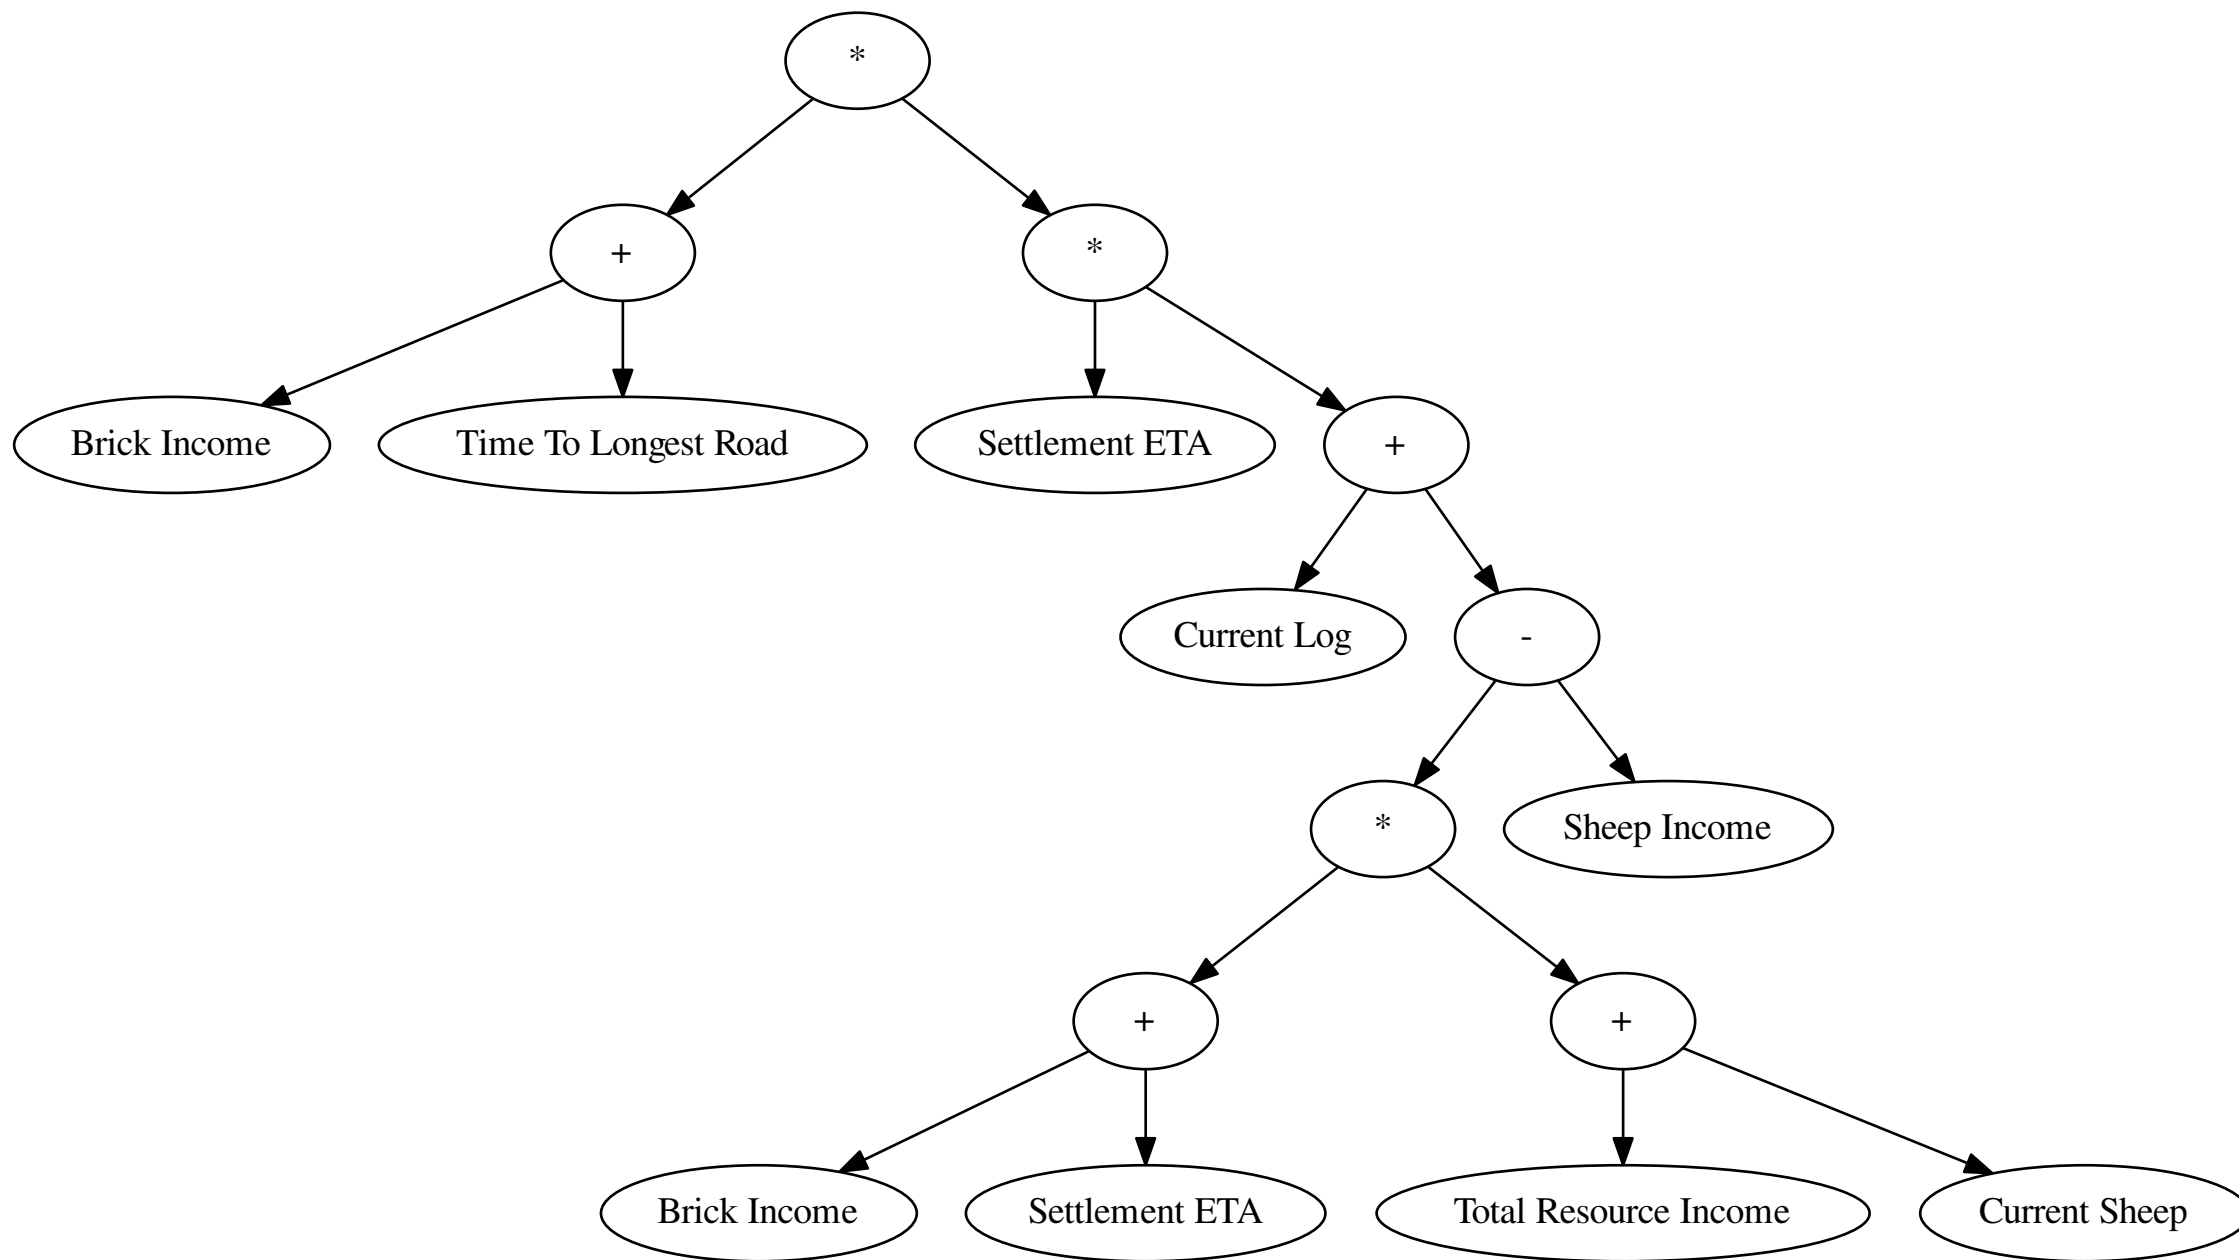 *
+
*
Brick Income
Time To Longest Road
Settlement ETA
+
Current Log
-
*
Sheep Income
+
+
Brick Income
Settlement ETA
Total Resource Income
Current Sheep